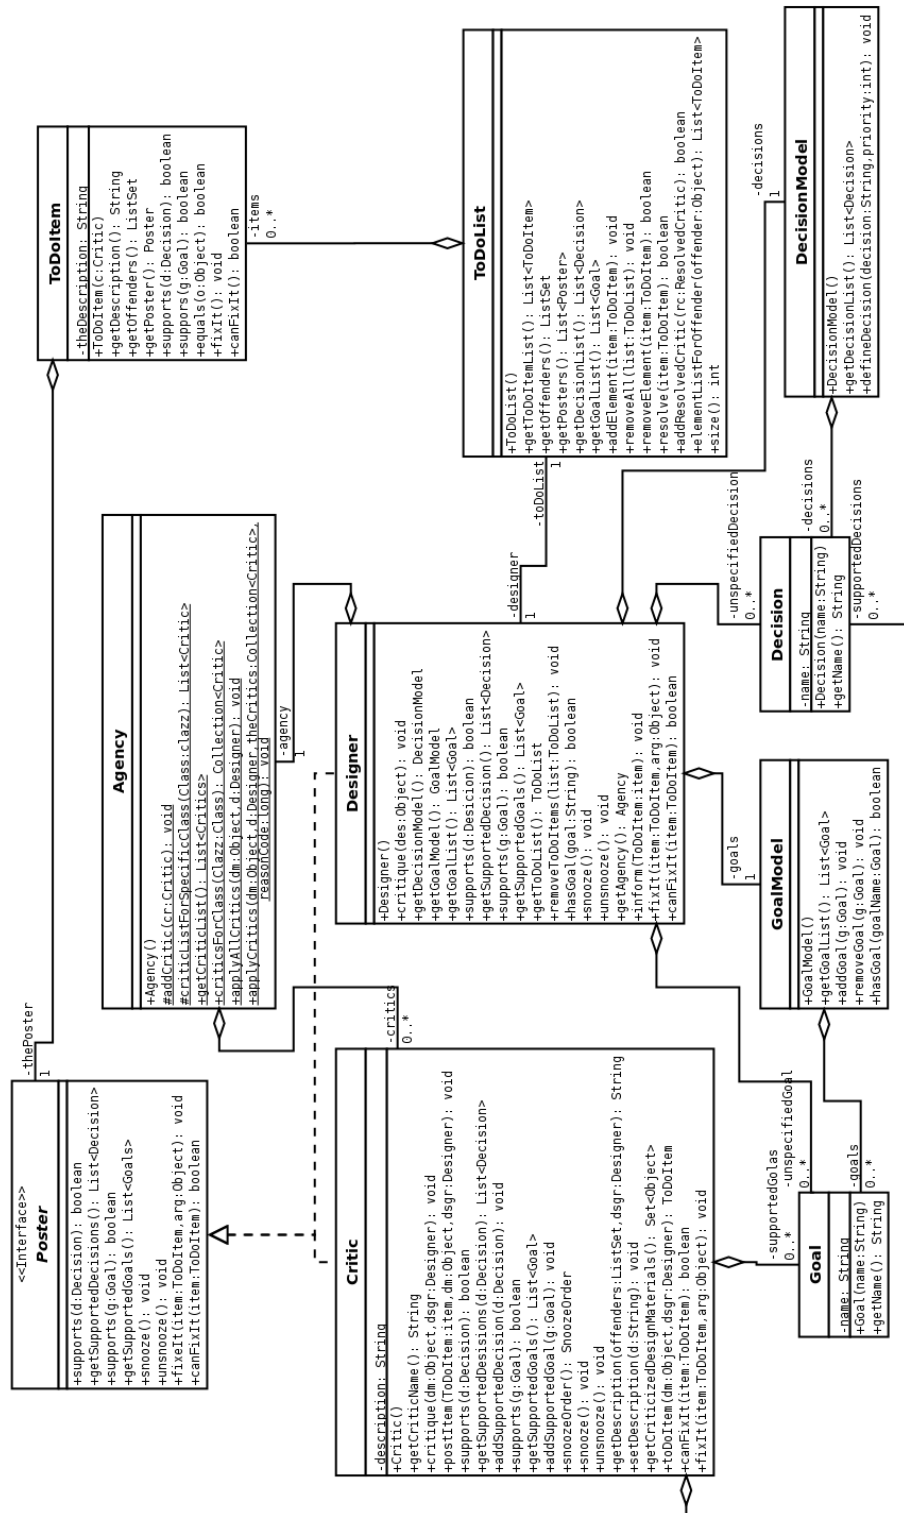 <<Interface>>
Poster
+supports(d:Decision): boolean
+getSupportedDecisions(): List<Decision>
+supports(g:Goal): boolean
+getSupportedGoals(): List<Goals>
+snooze(): void
+unsnooze(): void
+fixeIt(item:ToDoItem,arg:Object): void
+canFixIt(item:ToDoItem): boolean
-thePoster
1
ToDoItem
-theDescription: String
+ToDoItem(c:Critic)
+getDescription(): String
+getOffenders(): ListSet
+getPoster(): Poster
+supports(d:Decision): boolean
+suppors(g:Goal): boolean
+equals(o:Object): boolean
+fixIt(): void
+canFixIt(): boolean
-items
0..*
Agency
+Agency()
#addCritic(cr:Critic): void
#criticListForSpecificClass(Class:clazz): List<Critic>
+getCriticList(): List<Critic>
+criticsForClass(Clazz:Class): Collection<Critic>
+applyAllCritics(dm:Object,d:Designer): void
+applyCritics(dm:Object,d:Designer,theCritics:Collection<Critic>,
reasonCode:long): void
-agency
1
-critics
0..*
Critic
-description: String
+Critic()
+getCriticName(): String
+critique(dm:Object,dsgr:Designer): void
+postItem(ToDoItem:item,dm:Object,dsgr:Designer): void
+supports(d:Decision): boolean
+getSupportedDesisions(d:Decision): List<Decision>
+addSupportedDecision(d:Decision): void
+supports(g:Goal): boolean
+getSupportedGoals(): List<Goal>
+addSupportedGoal(g:Goal): void
+snoozeOrder(): SnoozeOrder
+snooze(): void
+unsnooze(): void
+getDescription(offenders:ListSet,dsgr:Designer): String
+setDescription(d:String): void
+getCriticizedDesignMaterials(): Set<Object>
+toDoItem(dm:Object,dsgr:Designer): ToDoItem
+canFixIt(item:ToDoItem): boolean
+fixIt(item:ToDoItem,arg:Object): void
Designer
+Designer()
+critique(des:Object): void
+getDecisionModel(): DecisionModel
+getGoalModel(): GoalModel
+getGoalList(): List<Goal>
+supports(d:Desicion): boolean
+getSupportedDecision(): List<Decision>
+supports(g:Goal): boolean
+getSupportedGoals(): List<Goal>
+getToDoList(): ToDoList
+removeToDoItems(list:ToDoList): void
+hasGoal(goal:String): boolean
+snooze(): void
+unsnooze(): void
+getAgency(): Agency
+inform(ToDoItem:item): void
+fixIt(item:ToDoItem,arg:Object): void
+canFixIt(item:ToDoItem): boolean
-designer
1
-toDoList
1
ToDoList
+ToDoList()
+getToDoItemList(): List<ToDoItem>
+getOffenders(): ListSet
+getPosters(): List<Poster>
+getDecisionList(): List<Decision>
+getGoalList(): List<Goal>
+addElement(item:ToDoItem): void
+removeAll(list:ToDoList): void
+removeElement(item:ToDoItem): boolean
+resolve(item:ToDoItem): boolean
+addResolvedCritic(rc:ResolvedCritic): boolean
+elementListForOffender(offender:Object): List<ToDoItem>
+size(): int
-supportedGolas
0..*
-unspecifiedGoal
0..*
-goals
0..*
Goal
-name: String
+Goal(name:String)
+getName(): String
-goals
1
GoalModel
+GoalModel()
+getGoalList(): List<Goal>
+addGoal(g:Goal): void
+removeGoal(g:Goal): void
+hasGoal(goalName:Goal): boolean
-unspecifiedDecision
0..*
Decision
-name: String
+Decision(name:String)
+getName(): String
-decisions
0..*
-supportedDecisions
0..*
-decisions
1
DecisionModel
+DecisionModel()
+getDecisionList(): List<Decision>
+defineDecision(decision:String,priority:int): void